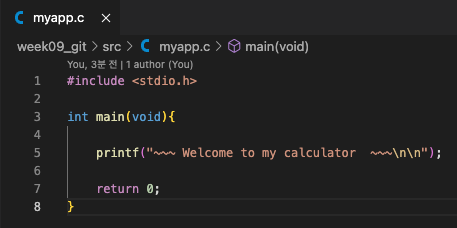 myapp.c
week09_git > src > C myapp.c > main(void)
You, 3분 전 | 1 author (You)
1 #include <stdio.h>
2
3 int main(void){
4
5     printf("~~~ Welcome to my calculator  ~~~\n\n");
6
7     return 0;
8 }